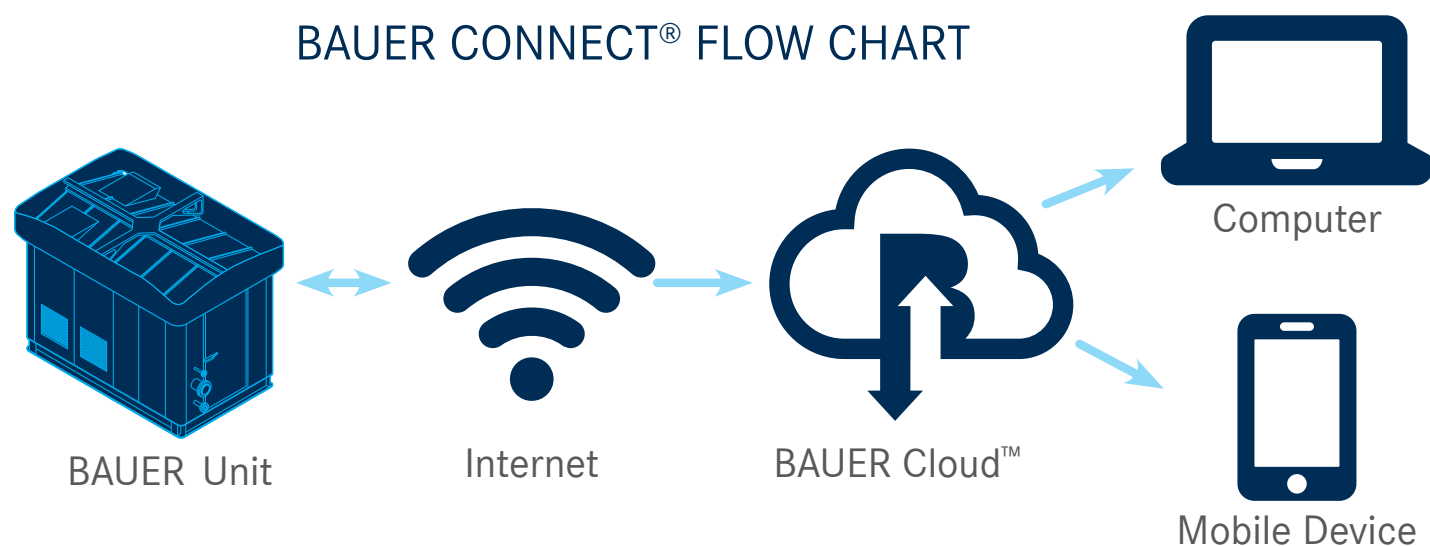 BAUER CONNECT® FLOW CHART
BAUER Unit
Internet
BAUER Cloud™
Computer
Mobile Device